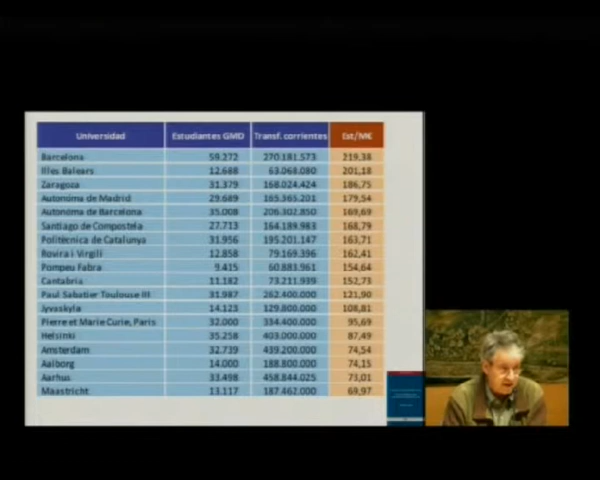 Universidad Estudiantes GMD Transf. corrientes Est/M€
Barcelona 59.272 270.181.573 219,38
Illes Balears 12.688 63.068.080 201,18
Zaragoza 31.379 168.024.424 186,75
Autonoma de Madrid 29.689 165.365.201 179,54
Autonoma de Barcelona 35.008 206.302.850 169,69
Santiago de Compostela 27.713 164.189.983 168,79
Politècnica de Catalunya 31.956 195.201.147 163,71
Rovira i Virgili 12.858 79.169.396 162,41
Pompeu Fabra 9.415 60.883.961 154,64
Cantabria 11.182 73.211.939 152,73
Paul Sabatier Toulouse III 31.987 262.400.000 121,90
Jyvaskyla 14.123 129.800.000 108,81
Pierre et Marie Curie, Paris 32.000 334.400.000 95,69
Helsinki 35.258 403.000.000 87,49
Amsterdam 32.739 439.200.000 74,54
Aalborg 14.000 188.800.000 74,15
Aarhus 33.498 458.844.025 73,01
Maastricht 13.117 187.462.000 69,97